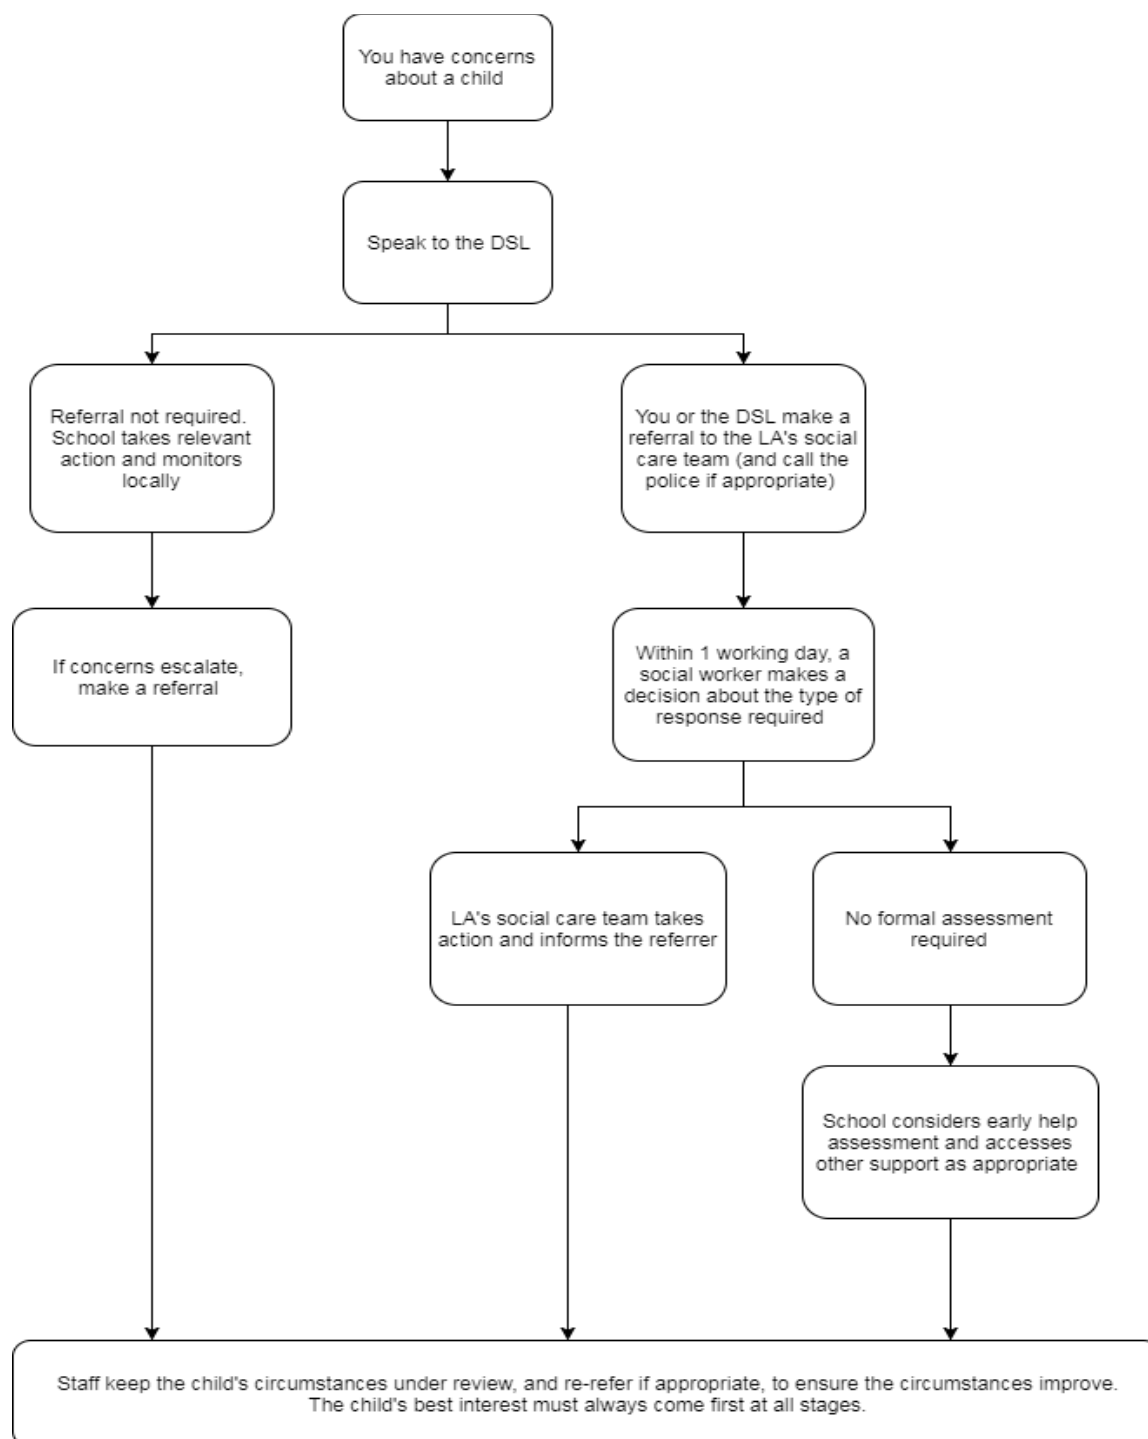 You have concerns
about a child
Speak to the DSL
Referral not required.
School takes relevant
action and monitors
locally
You or the DSL make a
referral to the LA's social
care team (and call the
police if appropriate)
If concerns escalate,
make a referral
Within 1 working day, a
social worker makes a
decision about the type of
response required
LA's social care team takes
action and informs the referrer
No formal assessment
required
School considers early help
assessment and accesses
other support as appropriate
Staff keep the child's circumstances under review, and re-refer if appropriate, to ensure the circumstances improve.
The child's best interest must always come first at all stages.